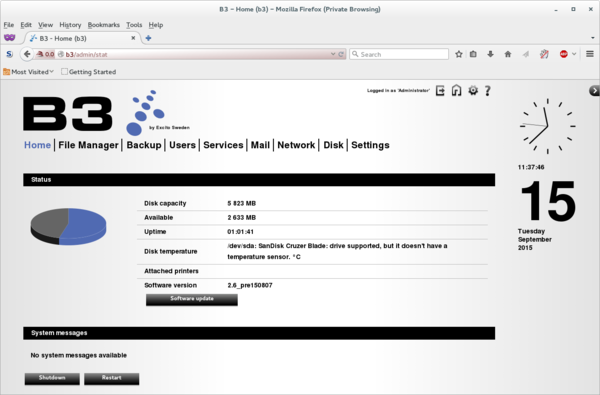 B3 - Home (b3) - Mozilla Firefox (Private Browsing)
File Edit View History Bookmarks Tools Help
B3 - Home (b3)
0.0 b3/admin/stat Search ABP
Most Visited Getting Started
Logged in as 'Administrator'
B3
by Excito Sweden
Home File Manager Backup Users Services Mail Network Disk Settings
11:37:46
15
Tuesday
September
2015
Status
Disk capacity 5 823 MB
Available 2 633 MB
Uptime 01:01:41
Disk temperature /dev/sda: SanDisk Cruzer Blade: drive supported, but it doesn't have a
temperature sensor. °C
Attached printers
Software version 2.6_pre150807
Software update
System messages
No system messages available
Shutdown Restart